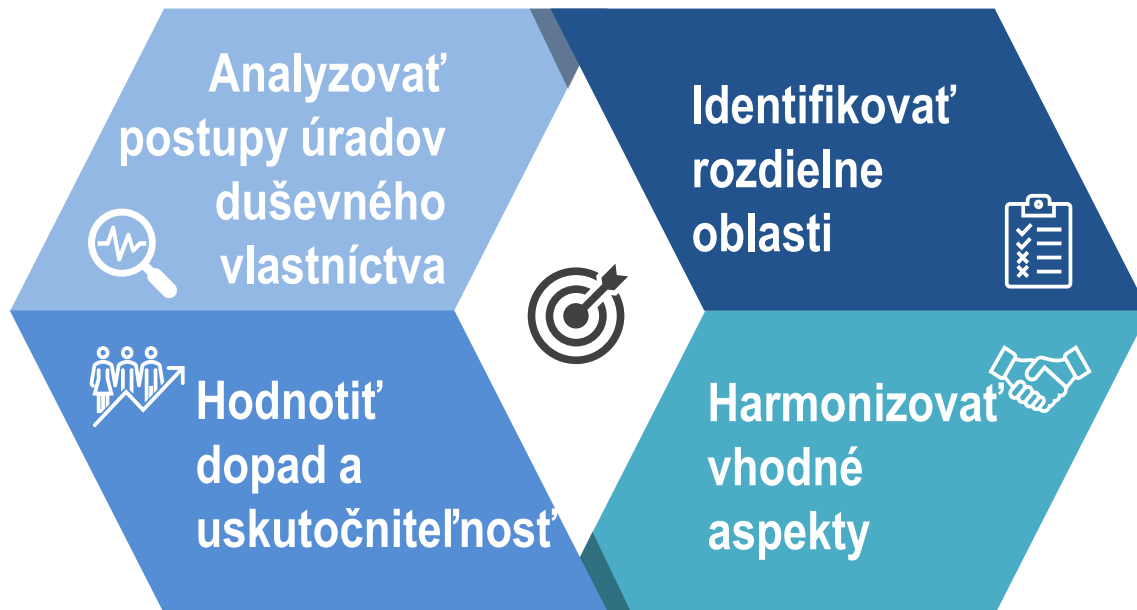 Analyzovať
postupy úradov
duševného
vlastníctva
Identifikovať
rozdielne
oblasti
Hodnotiť
dopad a
uskutočniteľnosť
Harmonizovať
vhodné
aspekty